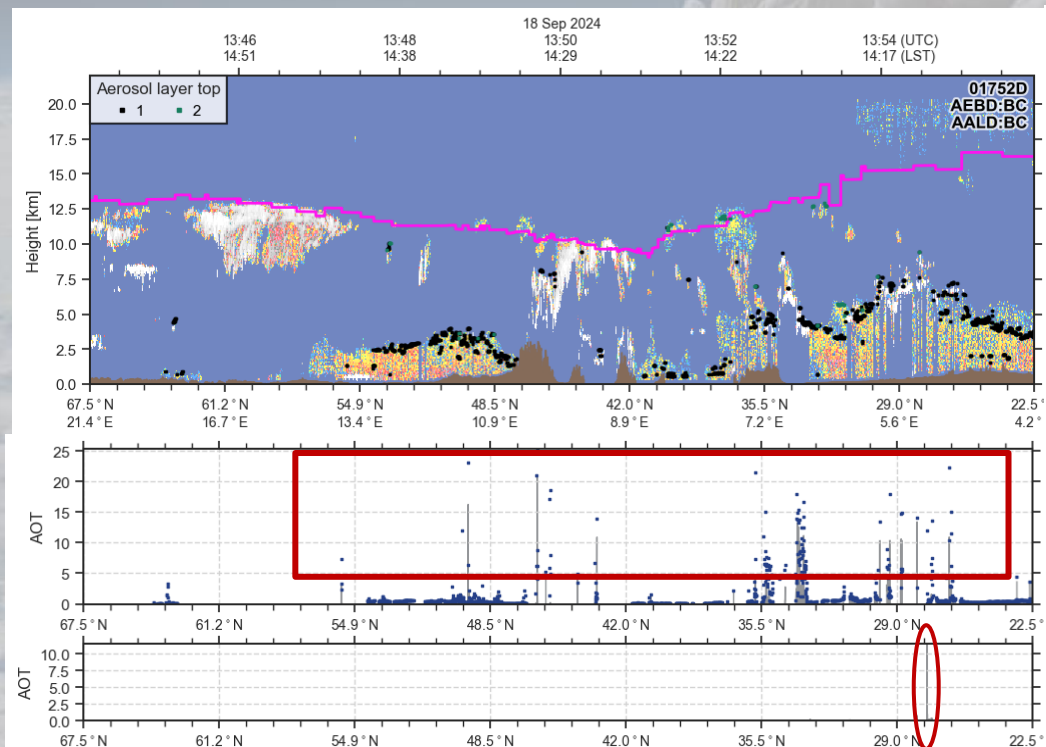 18 Sep 2024
13:46 13:48 13:50 13:52 13:54 (UTC)
14:51 14:38 14:29 14:22 14:17 (LST)
Aerosol layer top
1 2
01752D
AEBD:BC
AALD:BC
Height [km]
20.0
17.5
15.0
12.5
10.0
7.5
5.0
2.5
0.0
67.5°N 61.2°N 54.9°N 48.5°N 42.0°N 35.5°N 29.0°N 22.5°
21.4°E 16.7°E 13.4°E 10.9°E 8.9°E 7.2°E 5.6°E 4.2°
AOT
25
20
15
10
5
0
67.5°N 61.2°N 54.9°N 48.5°N 42.0°N 35.5°N 29.0°N 22.5°
AOT
10.0
7.5
5.0
2.5
0.0
67.5°N 61.2°N 54.9°N 48.5°N 42.0°N 35.5°N 29.0°N 22.5°